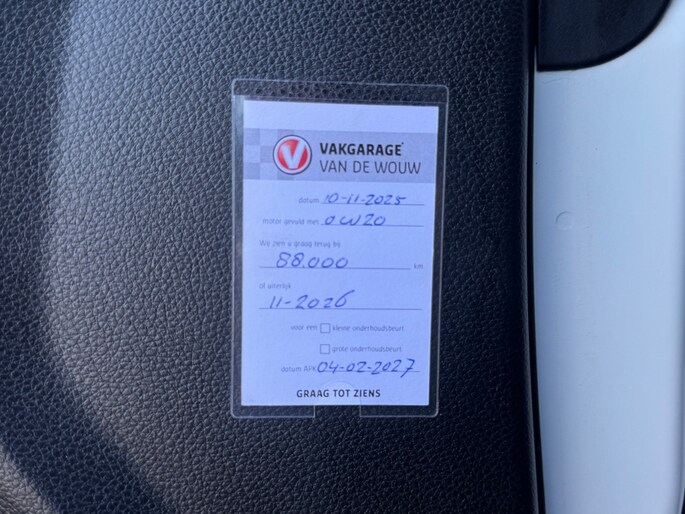 VAKGARAGE
VAN DE WOUW
datum 10-11-2025
motor gevuld met 0W20
Wij zien u graag terug bij
88.000 km
of uiterlijk
11-2026
voor een kleine onderhoudsbeurt
grote onderhoudsbeurt
datum APK 04-02-2027
GRAAG TOT ZIENS